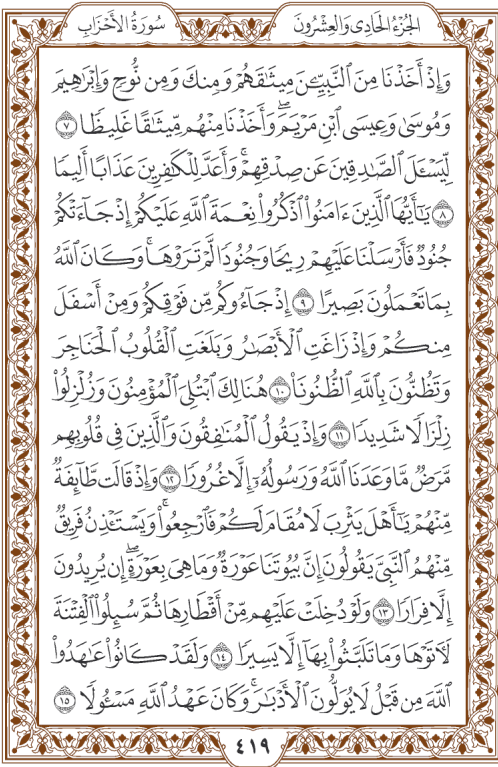 الجُزْءُ الحَادِى وَالعِشْرُونَ
سُورَةُ الأَحْزَابِ
وَإِذْ أَخَذْنَا مِنَ ٱلنَّبِيِّـۧنَ مِيثَٰقَهُمْ وَمِنكَ وَمِن نُّوحٍ وَإِبْرَٰهِيمَ
وَمُوسَىٰ وَعِيسَى ٱبْنِ مَرْيَمَۖ وَأَخَذْنَا مِنْهُم مِّيثَٰقًا غَلِيظًا ٧
لِّيَسْـَٔلَ ٱلصَّٰدِقِينَ عَن صِدْقِهِمْۚ وَأَعَدَّ لِلْكَٰفِرِينَ عَذَابًا أَلِيمًا
٨ يَٰٓأَيُّهَا ٱلَّذِينَ ءَامَنُوا۟ ٱذْكُرُوا۟ نِعْمَةَ ٱللَّهِ عَلَيْكُمْ إِذْ جَآءَتْكُمْ
جُنُودٌ فَأَرْسَلْنَا عَلَيْهِمْ رِيحًا وَجُنُودًا لَّمْ تَرَوْهَاۚ وَكَانَ ٱللَّهُ
بِمَا تَعْمَلُونَ بَصِيرًا ٩ إِذْ جَآءُوكُم مِّن فَوْقِكُمْ وَمِنْ أَسْفَلَ
مِنكُمْ وَإِذْ زَاغَتِ ٱلْأَبْصَٰرُ وَبَلَغَتِ ٱلْقُلُوبُ ٱلْحَنَاجِرَ
وَتَظُنُّونَ بِٱللَّهِ ٱلظُّنُونَا۠ ١٠ هُنَالِكَ ٱبْتُلِىَ ٱلْمُؤْمِنُونَ وَزُلْزِلُوا۟
زِلْزَالًا شَدِيدًا ١١ وَإِذْ يَقُولُ ٱلْمُنَٰفِقُونَ وَٱلَّذِينَ فِى قُلُوبِهِم
مَّرَضٌ مَّا وَعَدَنَا ٱللَّهُ وَرَسُولُهُۥٓ إِلَّا غُرُورًا ١٢ وَإِذْ قَالَت طَّآئِفَةٌ
مِّنْهُمْ يَٰٓأَهْلَ يَثْرِبَ لَا مُقَامَ لَكُمْ فَٱرْجِعُوا۟ۚ وَيَسْتَـْٔذِنُ فَرِيقٌ
مِّنْهُمُ ٱلنَّبِىَّ يَقُولُونَ إِنَّ بُيُوتَنَا عَوْرَةٌ وَمَا هِىَ بِعَوْرَةٍۖ إِن يُرِيدُونَ
إِلَّا فِرَارًا ١٣ وَلَوْ دُخِلَتْ عَلَيْهِم مِّنْ أَقْطَارِهَا ثُمَّ سُئِلُوا۟ ٱلْفِتْنَةَ
لَـَٔاتَوْهَا وَمَا تَلَبَّثُوا۟ بِهَآ إِلَّا يَسِيرًا ١٤ وَلَقَدْ كَانُوا۟ عَٰهَدُوا۟
ٱللَّهَ مِن قَبْلُ لَا يُوَلُّونَ ٱلْأَدْبَٰرَۚ وَكَانَ عَهْدُ ٱللَّهِ مَسْـُٔولًا ١٥
٤١٩